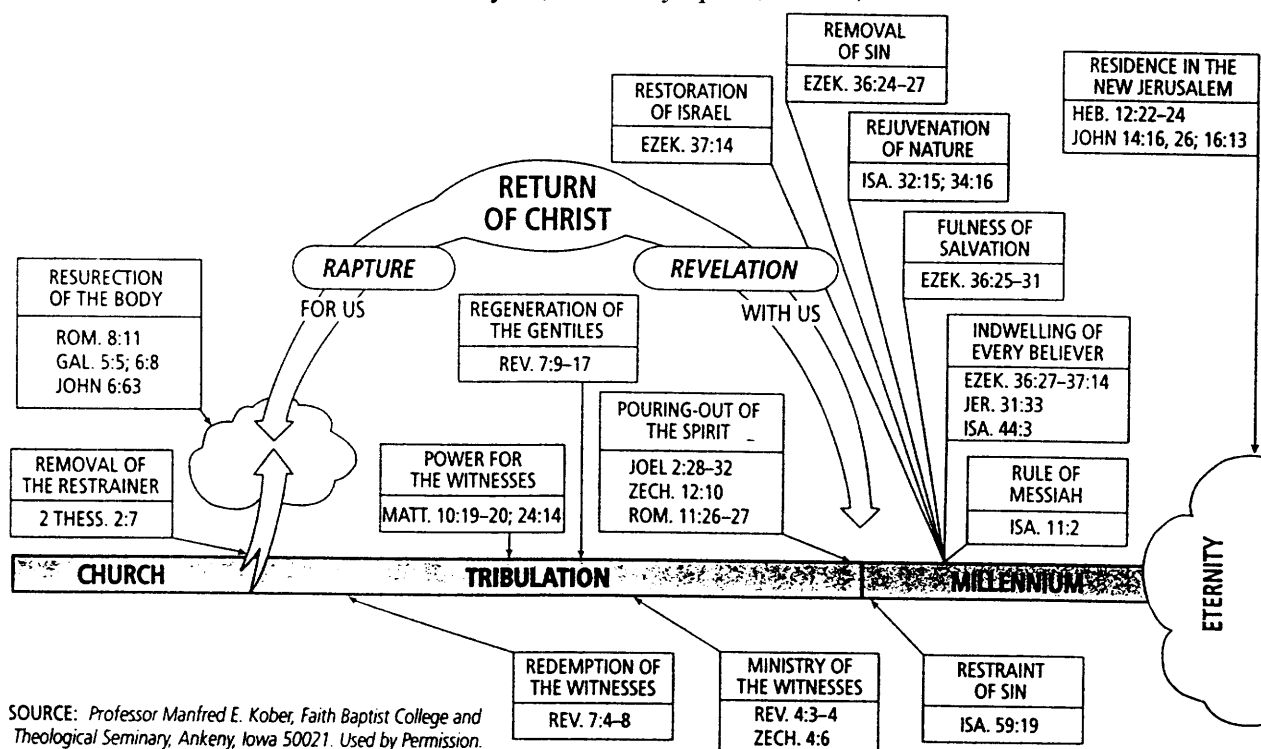 REMOVAL
OF SIN
EZEK. 36:24–27
RESIDENCE IN THE
NEW JERUSALEM
HEB. 12:22–24
JOHN 14:16, 26; 16:13
RESTORATION
OF ISRAEL
EZEK. 37:14
REJUVENATION
OF NATURE
ISA. 32:15; 34:16
RETURN
OF CHRIST
FULNESS OF
SALVATION
EZEK. 36:25–31
RAPTURE
REVELATION
FOR US
WITH US
RESURECTION
OF THE BODY
ROM. 8:11
GAL. 5:5; 6:8
JOHN 6:63
REGENERATION OF
THE GENTILES
REV. 7:9–17
INDWELLING OF
EVERY BELIEVER
EZEK. 36:27–37:14
JER. 31:33
ISA. 44:3
POURING-OUT OF
THE SPIRIT
JOEL 2:28–32
ZECH. 12:10
ROM. 11:26–27
REMOVAL OF
THE RESTRAINER
2 THESS. 2:7
POWER FOR
THE WITNESSES
MATT. 10:19–20; 24:14
RULE OF
MESSIAH
ISA. 11:2
CHURCH
TRIBULATION
MILLENNIUM
ETERNITY
REDEMPTION OF
THE WITNESSES
REV. 7:4–8
MINISTRY OF
THE WITNESSES
REV. 4:3–4
ZECH. 4:6
RESTRAINT
OF SIN
ISA. 59:19
SOURCE: Professor Manfred E. Kober, Faith Baptist College and
Theological Seminary, Ankeny, Iowa 50021. Used by Permission.